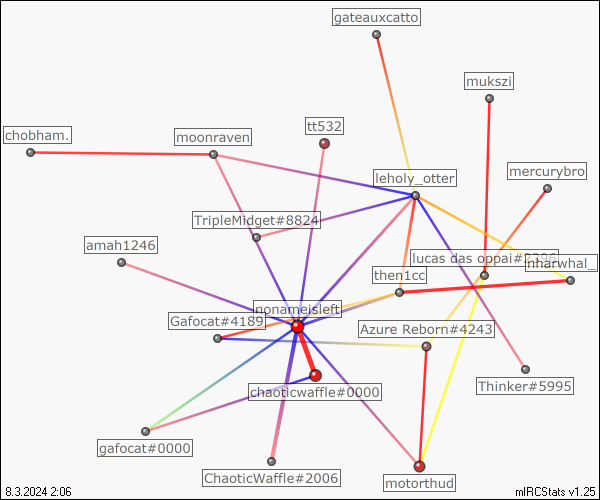 gateauxcatto
mukszi
tt532
chobham.
moonraven
mercurybro
leholy_otter
TripleMidget#8824
amah1246
lucas das oppai#2396
nharwhal_
then1cc
nonameisleft
Gafocat#4189
Azure Reborn#4243
chaoticwaffle#0000
Thinker#5995
gafocat#0000
ChaoticWaffle#2006
motorthud
8.3.2024 2:06
mIRCStats v1.25